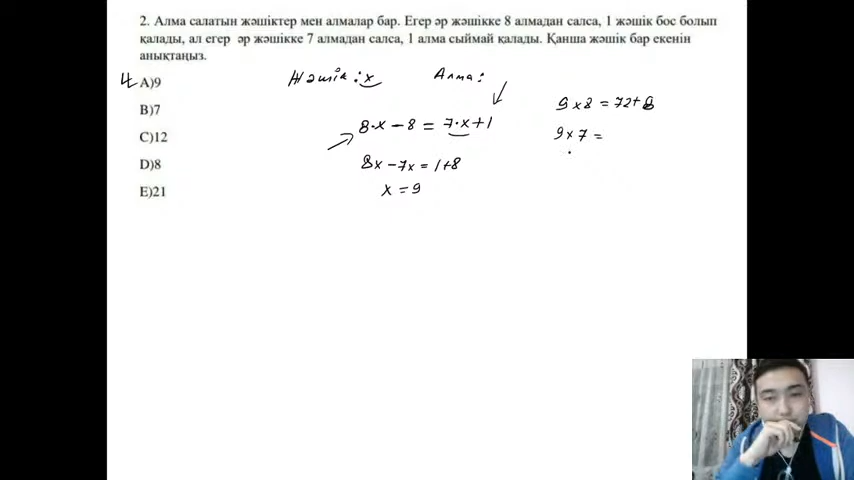 2. Алма салатын жәшіктер мен алмалар бар. Егер әр жәшікке 8 алмадан салса, 1 жәшік бос болып
қалады, ал егер әр жәшікке 7 алмадан салса, 1 алма сыймай қалады. Қанша жәшік бар екенін
анықтаңыз.
A)9
B)7
C)12
D)8
E)21
Жәшік: x Алма:
8·x – 8 = 7·x+1
8x – 7x = 1+8
x = 9
9 x 8 = 72+8
9 x 7 =